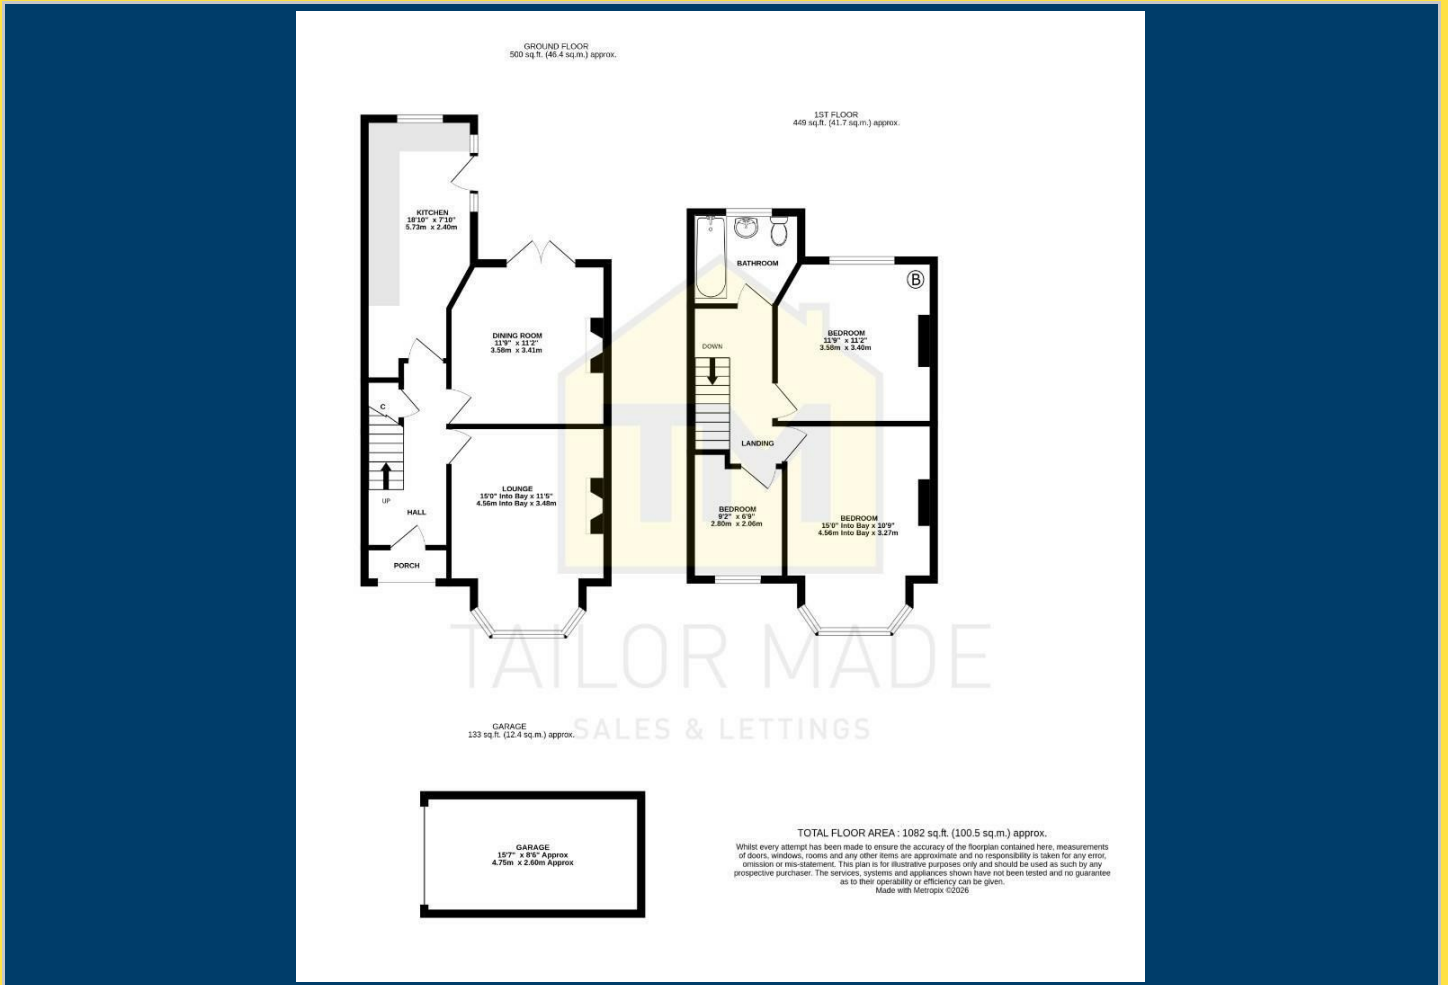 GROUND FLOOR
500 sq.ft. (46.4 sq.m.) approx.
1ST FLOOR
449 sq.ft. (41.7 sq.m.) approx.
KITCHEN
18'10" x 7'10"
5.73m x 2.40m
DINING ROOM
11'9" x 11'2"
3.58m x 3.41m
C
UP
HALL
LOUNGE
15'0" Into Bay x 11'5"
4.56m Into Bay x 3.48m
PORCH
BATHROOM
B
BEDROOM
11'9" x 11'2"
3.58m x 3.40m
DOWN
LANDING
BEDROOM
9'2" x 6'9"
2.80m x 2.06m
BEDROOM
15'0" Into Bay x 10'9"
4.56m Into Bay x 3.27m
TM
TAILOR MADE
SALES & LETTINGS
GARAGE
133 sq.ft. (12.4 sq.m.) approx.
GARAGE
15'7" x 8'6" Approx
4.75m x 2.60m Approx
TOTAL FLOOR AREA : 1082 sq.ft. (100.5 sq.m.) approx.
Whilst every attempt has been made to ensure the accuracy of the floorplan contained here, measurements
of doors, windows, rooms and any other items are approximate and no responsibility is taken for any error,
omission or mis-statement. This plan is for illustrative purposes only and should be used as such by any
prospective purchaser. The services, systems and appliances shown have not been tested and no guarantee
as to their operability or efficiency can be given.
Made with Metropix ©2026